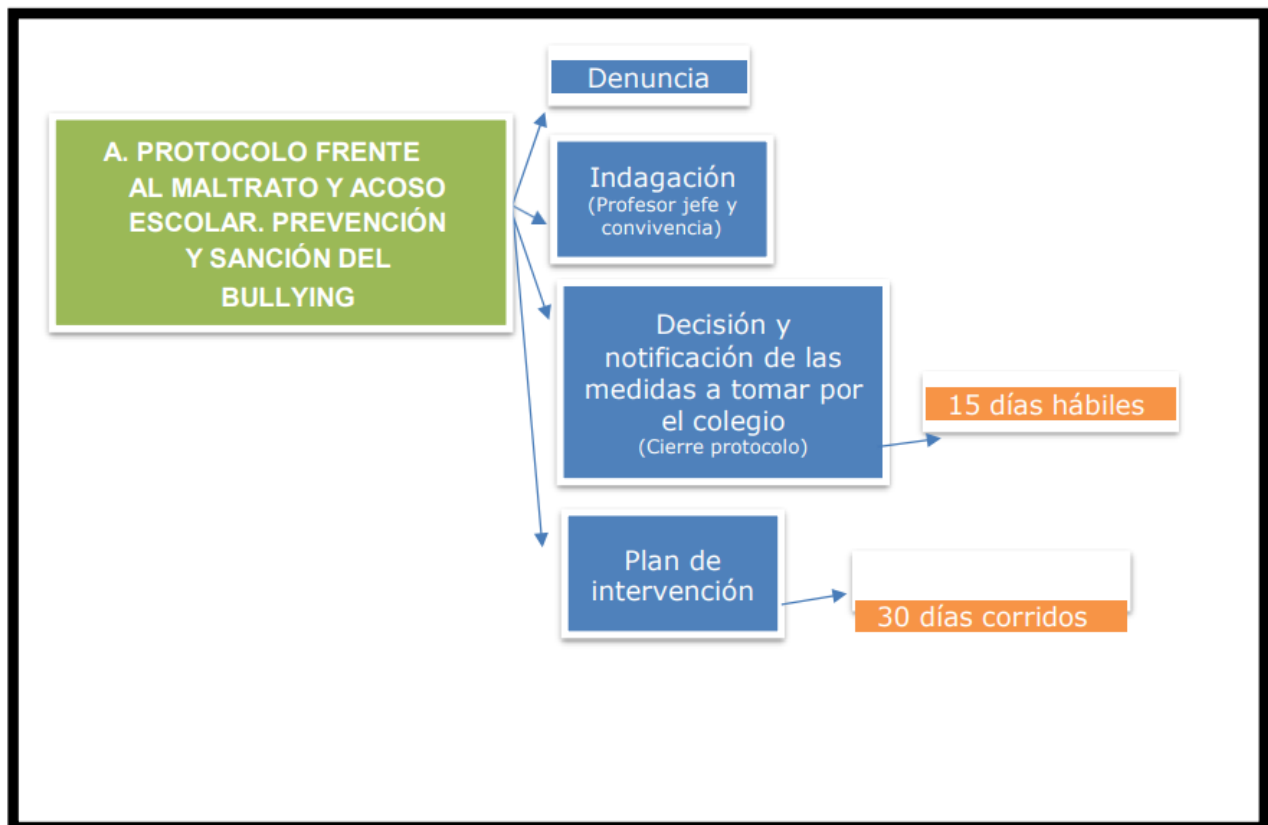 A. PROTOCOLO FRENTE
AL MALTRATO Y ACOSO
ESCOLAR. PREVENCIÓN
Y SANCIÓN DEL
BULLYING
Denuncia
Indagación
(Profesor jefe y
convivencia)
Decisión y
notificación de las
medidas a tomar por
el colegio
(Cierre protocolo)
15 días hábiles
Plan de
intervención
30 días corridos